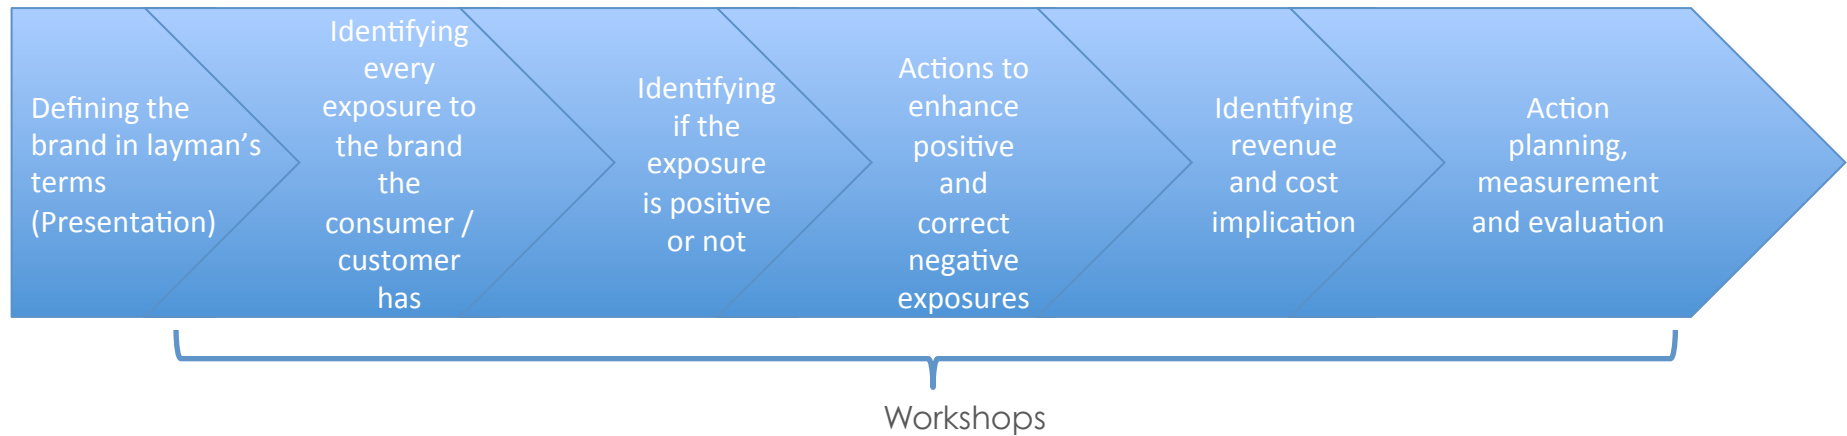 Defining the
brand in layman’s
terms
(Presentation)
Identifying
every
exposure to
the brand
the
consumer /
customer
has
Identifying
if the
exposure
is positive
or not
Actions to
enhance
positive
and
correct
negative
exposures
Identifying
revenue
and cost
implication
Action
planning,
measurement
and evaluation
Workshops